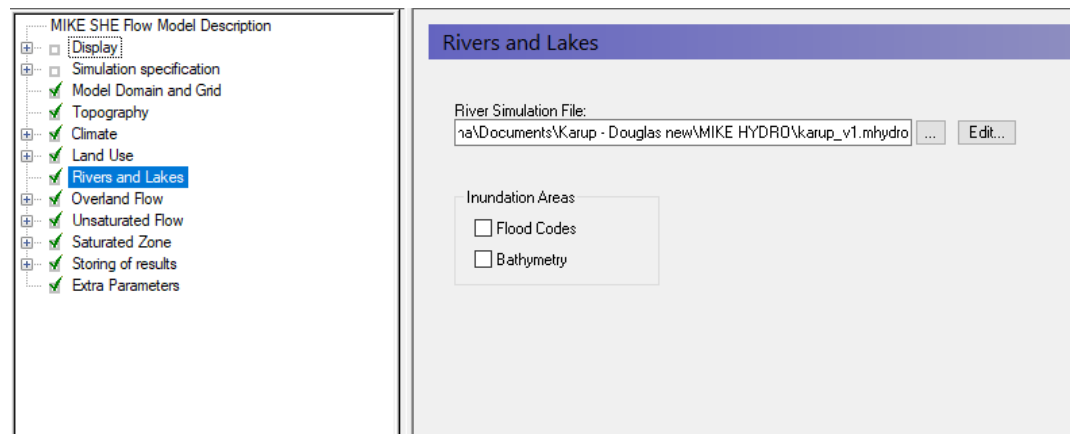 MIKE SHE Flow Model Description
Display
Simulation specification
Model Domain and Grid
Topography
Climate
Land Use
Rivers and Lakes
Overland Flow
Unsaturated Flow
Saturated Zone
Storing of results
Extra Parameters
Rivers and Lakes
River Simulation File:
na\Documents\Karup - Douglas new\MIKE HYDRO\karup_v1.mhydro ... Edit...
Inundation Areas
Flood Codes
Bathymetry